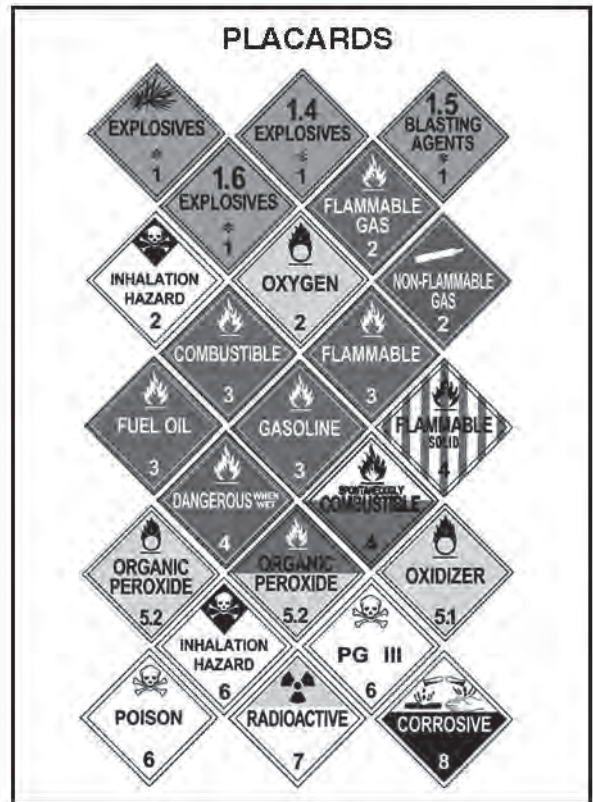 PLACARDS
EXPLOSIVES
*
1
1.4
EXPLOSIVES
*
1
1.5
BLASTING
AGENTS
*
1
1.6
EXPLOSIVES
*
1
FLAMMABLE
GAS
2
INHALATION
HAZARD
2
OXYGEN
2
NON-FLAMMABLE
GAS
2
COMBUSTIBLE
3
FLAMMABLE
3
FUEL OIL
3
GASOLINE
3
FLAMMABLE
SOLID
4
DANGEROUS WHEN
WET
4
SPONTANEOUSLY
COMBUSTIBLE
4
ORGANIC
PEROXIDE
5.2
ORGANIC
PEROXIDE
5.2
OXIDIZER
5.1
INHALATION
HAZARD
6
PG III
6
POISON
6
RADIOACTIVE
7
CORROSIVE
8